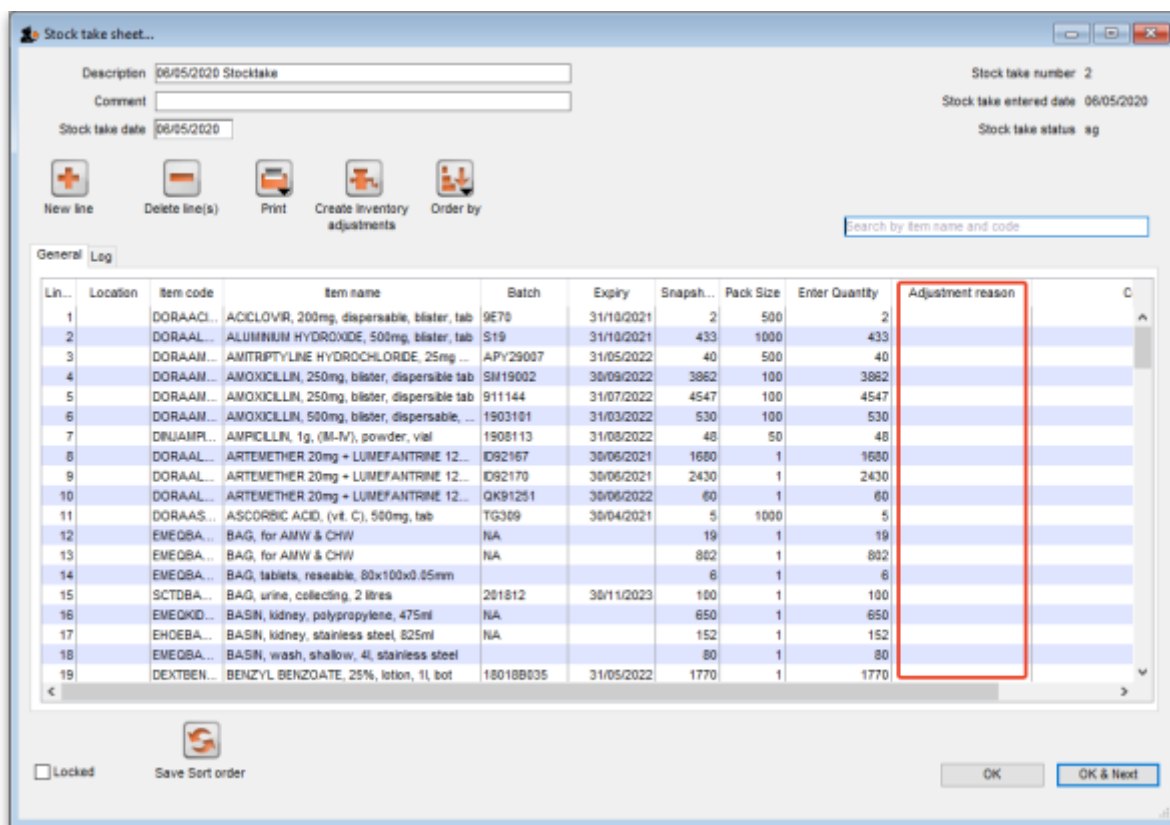 Stock take sheet...
Description 06/05/2020 Stocktake
Stock take number 2
Comment
Stock take entered date 06/05/2020
Stock take date 06/05/2020
Stock take status sg
New line Delete line(s) Print Create Inventory adjustments Order by
Search by item name and code
General Log
Lin... Location Item code Item name Batch Expiry Snapsh... Pack Size Enter Quantity Adjustment reason C
1 DORAACI... ACICLOVIR, 200mg, dispersable, blister, tab 9E70 31/10/2021 2 500 2
2 DORAAL... ALUMINIUM HYDROXIDE, 500mg, blister, tab S19 31/10/2021 433 1000 433
3 DORAAM... AMITRIPTYLINE HYDROCHLORIDE, 25mg ... APY29007 31/05/2022 40 500 40
4 DORAAM... AMOXICILLIN, 250mg, blister, dispersible tab SM19002 30/09/2022 3862 100 3862
5 DORAAM... AMOXICILLIN, 250mg, blister, dispersible tab 911144 31/07/2022 4547 100 4547
6 DORAAM... AMOXICILLIN, 500mg, blister, dispersable, ... 1903101 31/03/2022 530 100 530
7 DINJAMPI... AMPICILLIN, 1g, (IM-IV), powder, vial 1908113 31/08/2022 48 50 48
8 DORAAL... ARTEMETHER 20mg + LUMEFANTRINE 12... ID92167 30/06/2021 1680 1 1680
9 DORAAL... ARTEMETHER 20mg + LUMEFANTRINE 12... ID92170 30/06/2021 2430 1 2430
10 DORAAL... ARTEMETHER 20mg + LUMEFANTRINE 12... QK91251 30/06/2022 60 1 60
11 DORAAS... ASCORBIC ACID, (vit. C), 500mg, tab TG309 30/04/2021 5 1000 5
12 EMEQBA... BAG, for AMW & CHW NA 19 1 19
13 EMEQBA... BAG, for AMW & CHW NA 802 1 802
14 EMEQBA... BAG, tablets, reseable, 80x100x0.05mm 6 1 6
15 SCTDBA... BAG, urine, collecting, 2 litres 201812 30/11/2023 100 1 100
16 EMEQKID... BASIN, kidney, polypropylene, 475ml NA 650 1 650
17 EHOEBA... BASIN, kidney, stainless steel, 825ml NA 152 1 152
18 EMEQBA... BASIN, wash, shallow, 4l, stainless steel 80 1 80
19 DEXTBEN... BENZYL BENZOATE, 25%, lotion, 1l, bot 18018B035 31/05/2022 1770 1 1770
Locked Save Sort order OK OK & Next